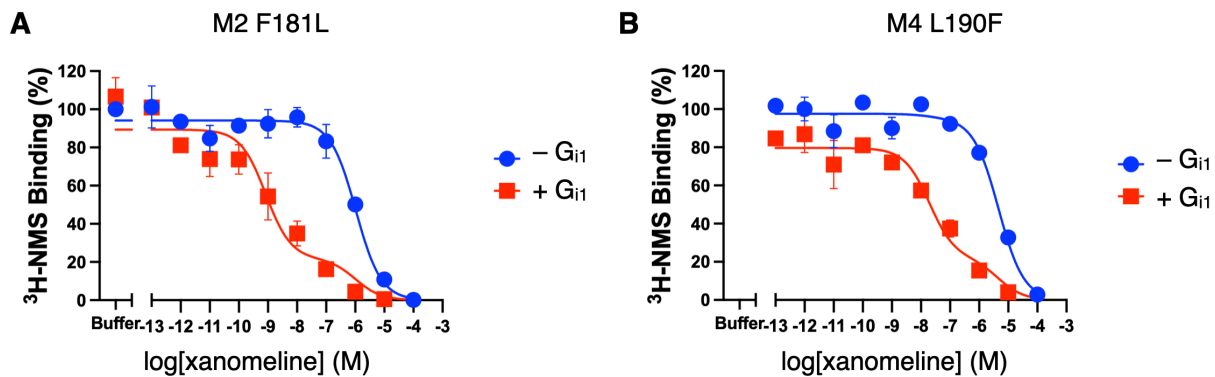 A
M2 F181L
³H-NMS Binding (%)
120
100
80
60
40
20
0
Buffer -13 -12 -11 -10 -9 -8 -7 -6 -5 -4 -3
log[xanomeline] (M)
– Gi1
+ Gi1
B
M4 L190F
³H-NMS Binding (%)
120
100
80
60
40
20
0
Buffer -13 -12 -11 -10 -9 -8 -7 -6 -5 -4 -3
log[xanomeline] (M)
– Gi1
+ Gi1